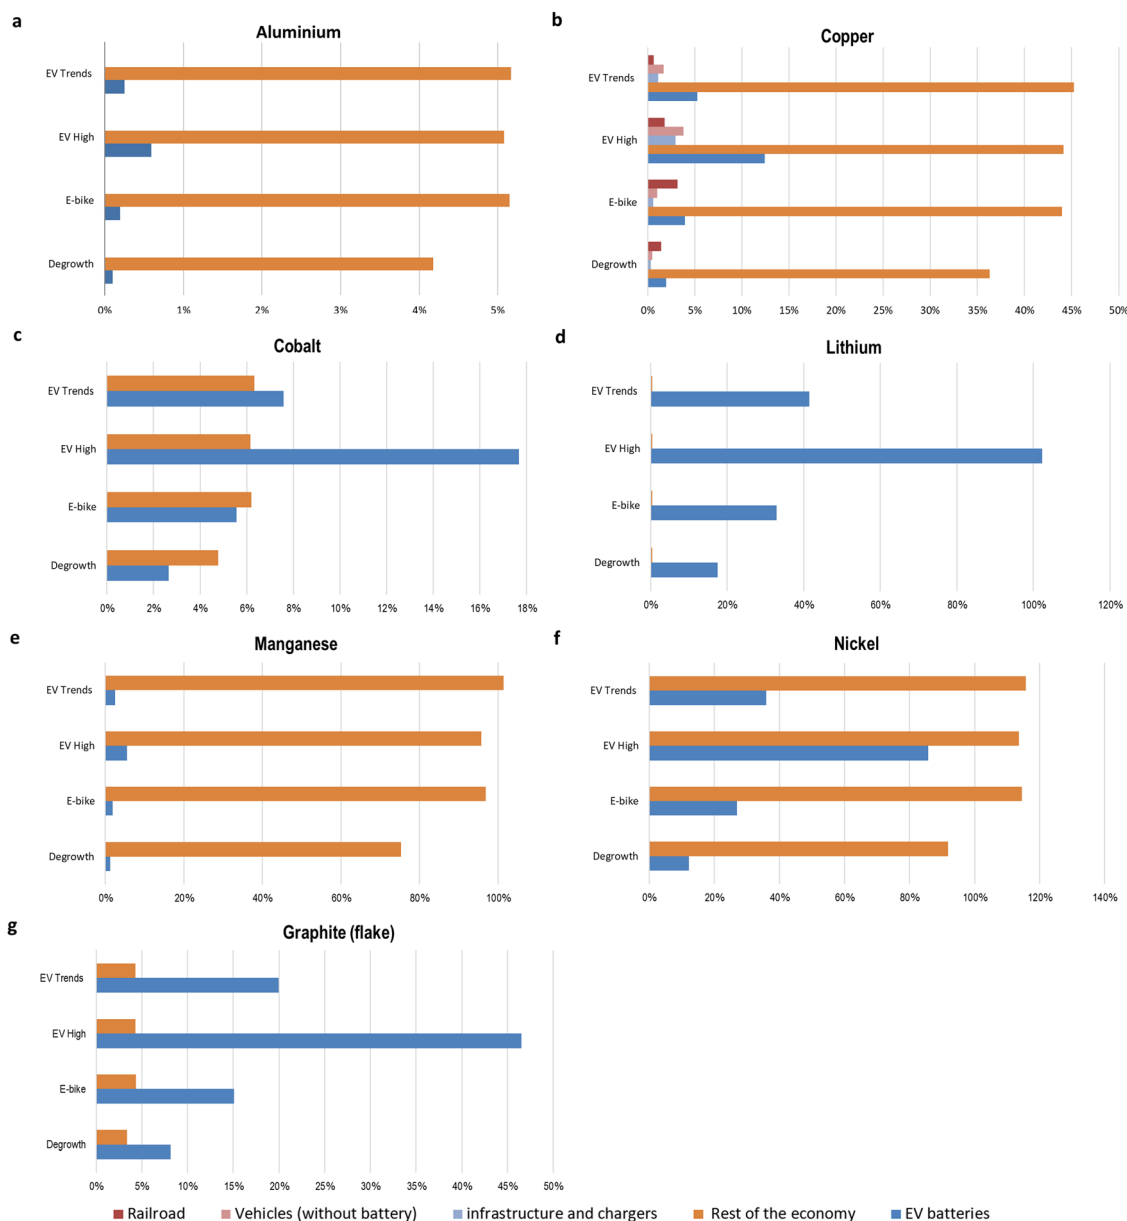 a
Aluminium
EV Trends
EV High
E-bike
Degrowth
0% 1% 2% 3% 4% 5%
b
Copper
EV Trends
EV High
E-bike
Degrowth
0% 5% 10% 15% 20% 25% 30% 35% 40% 45% 50%
c
Cobalt
EV Trends
EV High
E-bike
Degrowth
0% 2% 4% 6% 8% 10% 12% 14% 16% 18%
d
Lithium
EV Trends
EV High
E-bike
Degrowth
0% 20% 40% 60% 80% 100% 120%
e
Manganese
EV Trends
EV High
E-bike
Degrowth
0% 20% 40% 60% 80% 100%
f
Nickel
EV Trends
EV High
E-bike
Degrowth
0% 20% 40% 60% 80% 100% 120% 140%
g
Graphite (flake)
EV Trends
EV High
E-bike
Degrowth
0% 5% 10% 15% 20% 25% 30% 35% 40% 45% 50%
Railroad Vehicles (without battery) infrastructure and chargers Rest of the economy EV batteries